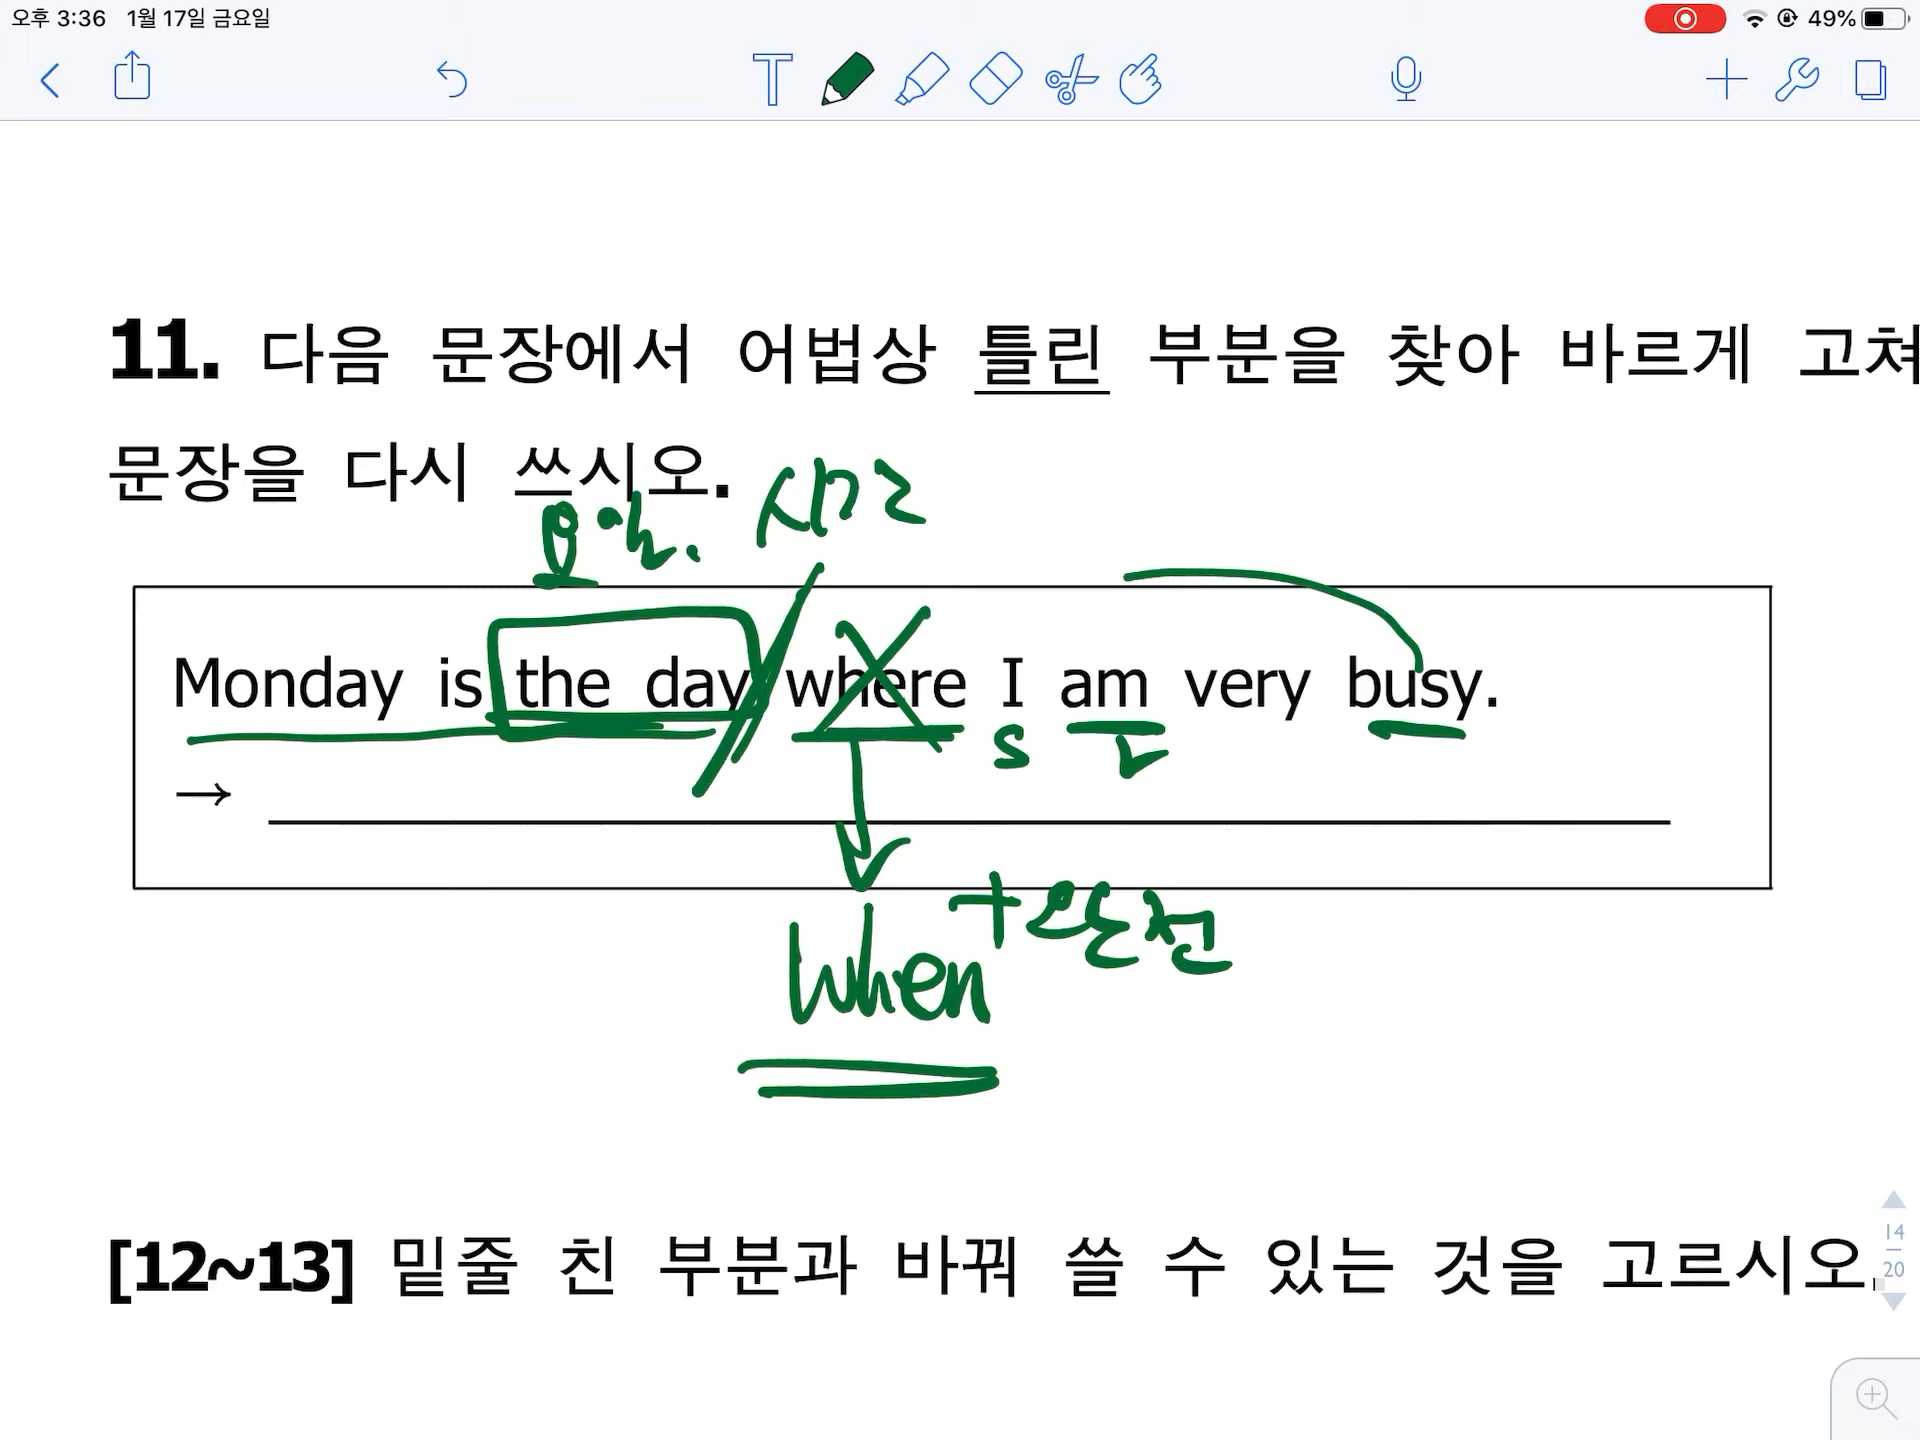 오후 3:36 1월 17일 금요일 49%
11. 다음 문장에서 어법상 틀린 부분을 찾아 바르게 고쳐
문장을 다시 쓰시오.
요일. 시간
Monday is the day where I am very busy.
S V
→
+완전
When
[12~13] 밑줄 친 부분과 바꿔 쓸 수 있는 것을 고르시오.
14
20